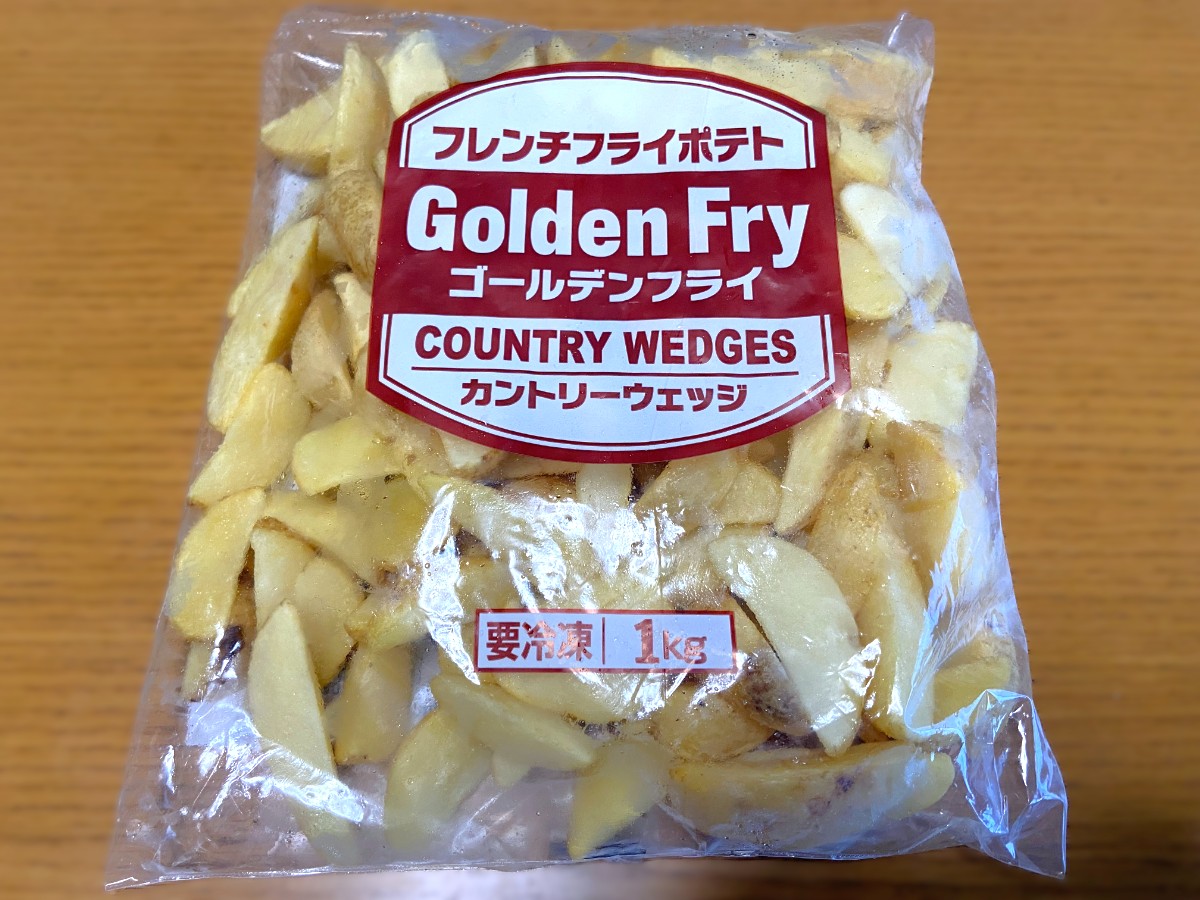 フレンチフライポテト
Golden Fry
ゴールデンフライ
COUNTRY WEDGES
カントリーウェッジ
要冷凍 1kg